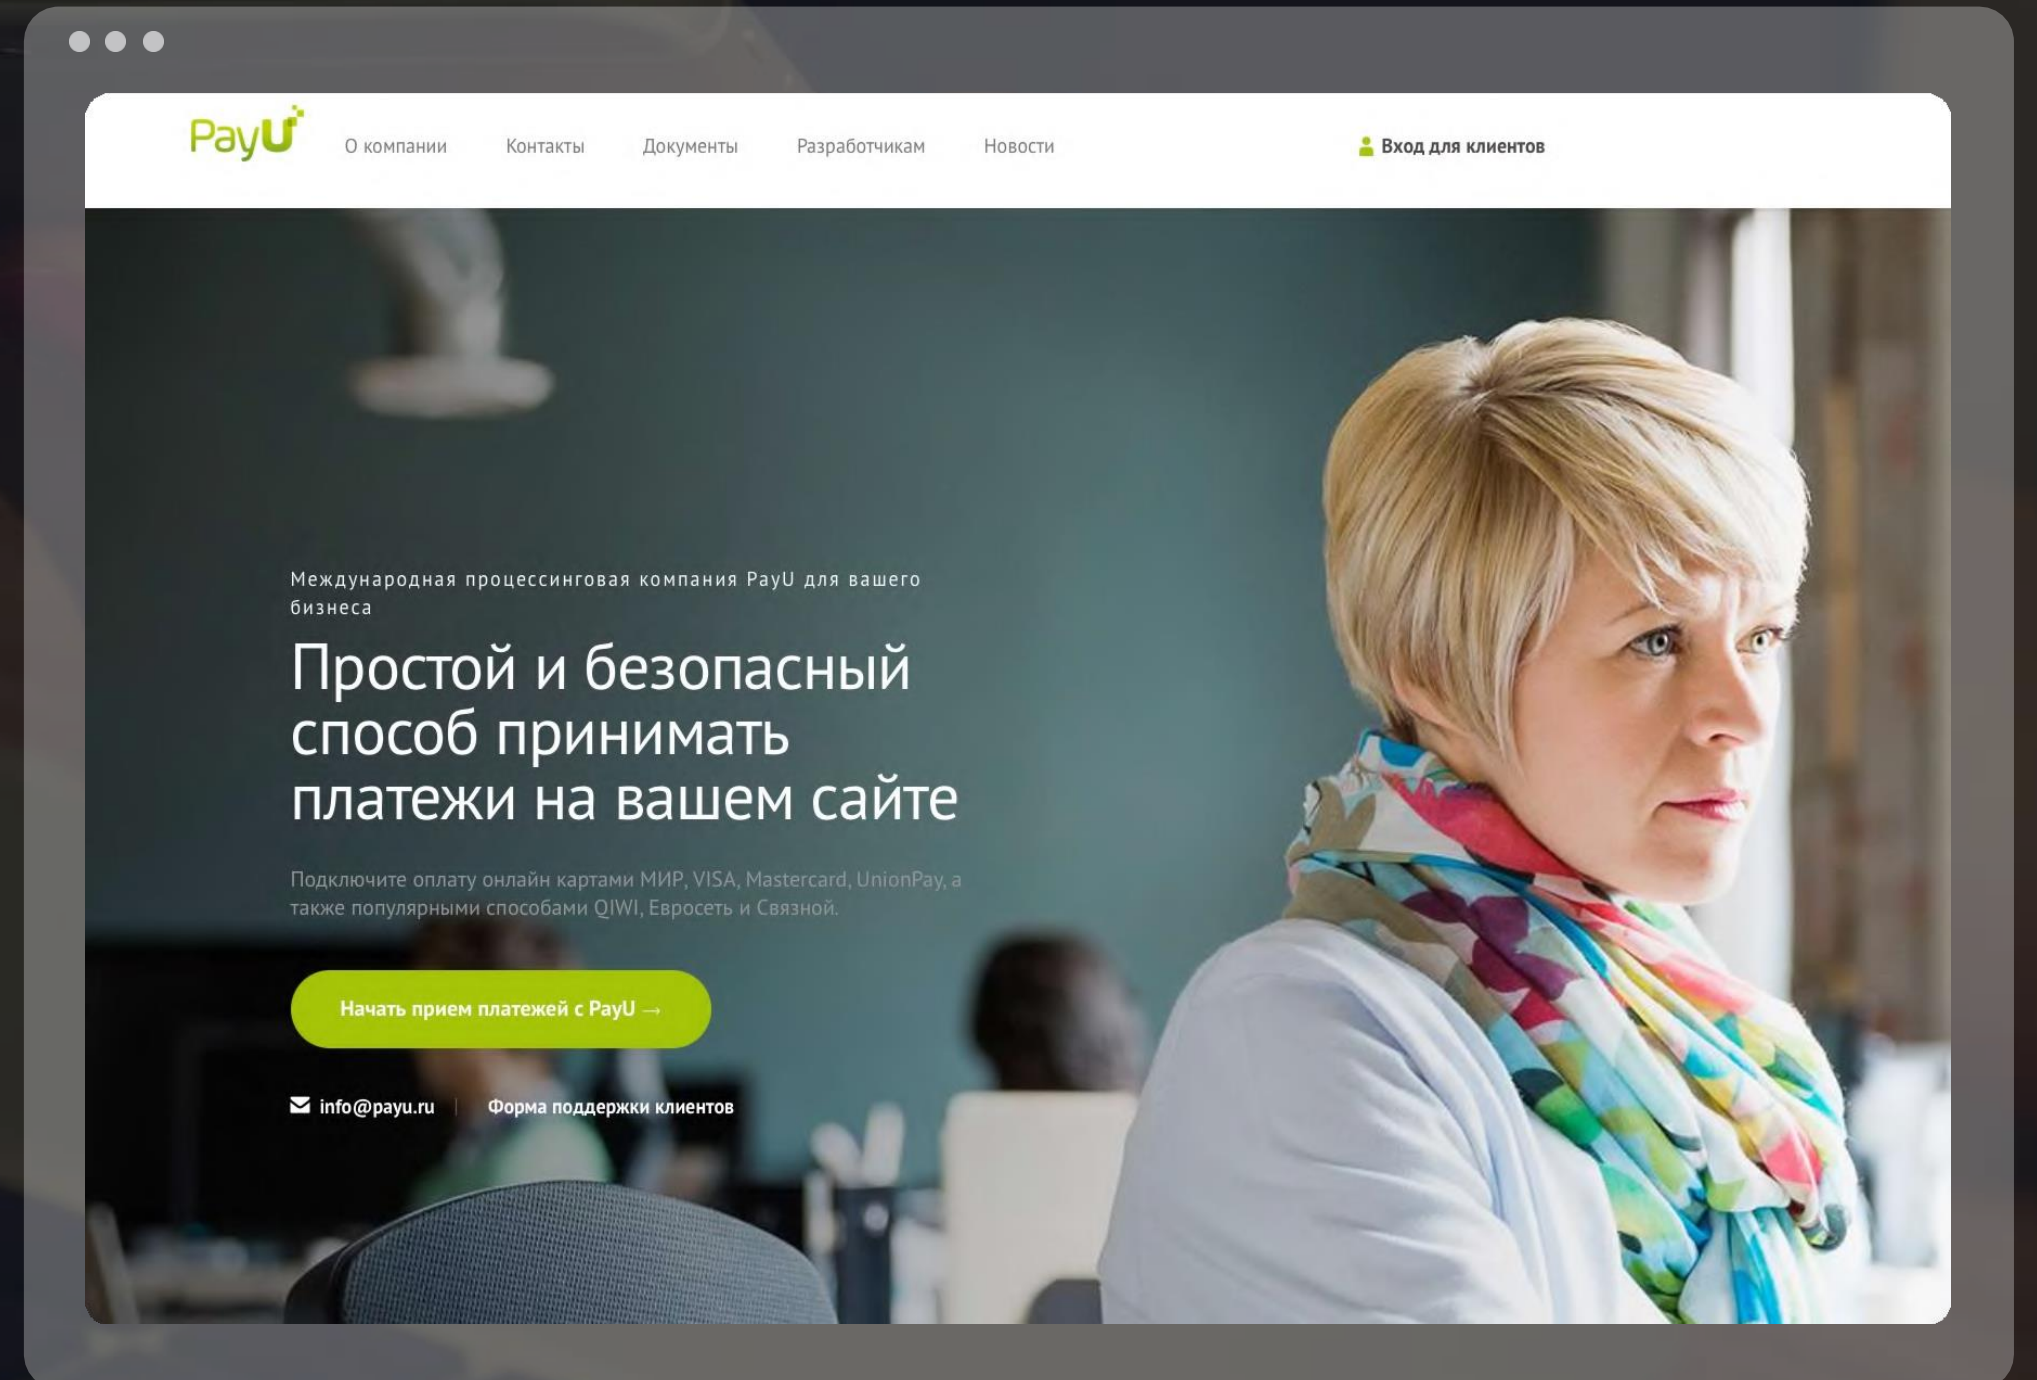 PayU
О компании
Контакты
Документы
Разработчикам
Новости
Вход для клиентов
Международная процессинговая компания PayU для вашего
бизнеса
Простой и безопасный
способ принимать
платежи на вашем сайте
Подключите оплату онлайн картами МИР, VISA, Mastercard, UnionPay, а
также популярными способами QIWI, Евросеть и Связной.
Начать прием платежей с PayU →
info@payu.ru
Форма поддержки клиентов